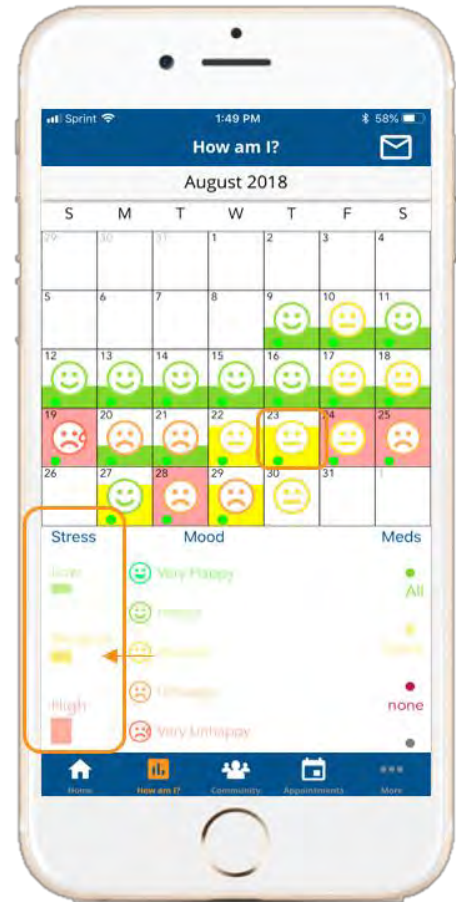 Sprint 1:49 PM 58%
How am I?
August 2018
S M T W T F S
29 30 31 1 2 3 4
5 6 7 8 9 10 11
12 13 14 15 16 17 18
19 20 21 22 23 24 25
26 27 28 29 30 31 1
Stress Mood Meds
Low Very Happy
All
Happy
Unhappy
High none
Very Unhappy
Home How am I? Community Appointments More